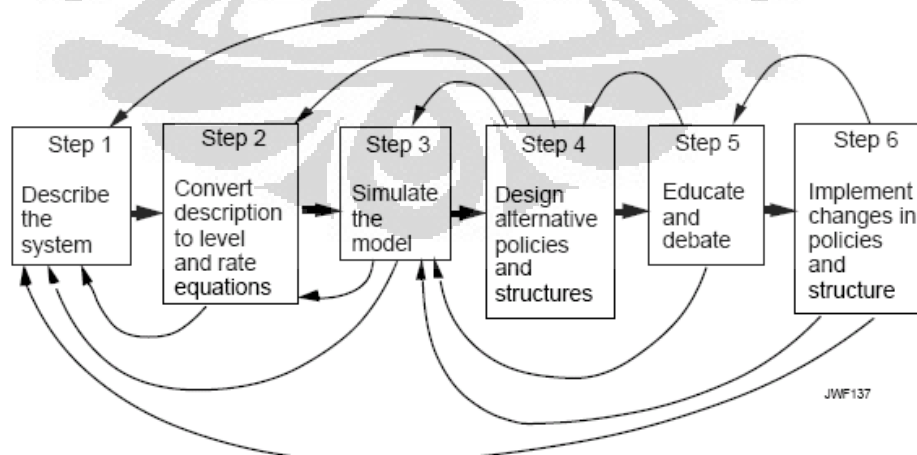 Step 1
Describe
the
system
Step 2
Convert
description
to level
and rate
equations
Step 3
Simulate
the
model
Step 4
Design
alternative
policies
and
structures
Step 5
Educate
and
debate
Step 6
Implement
changes in
policies
and
structure
JWF137